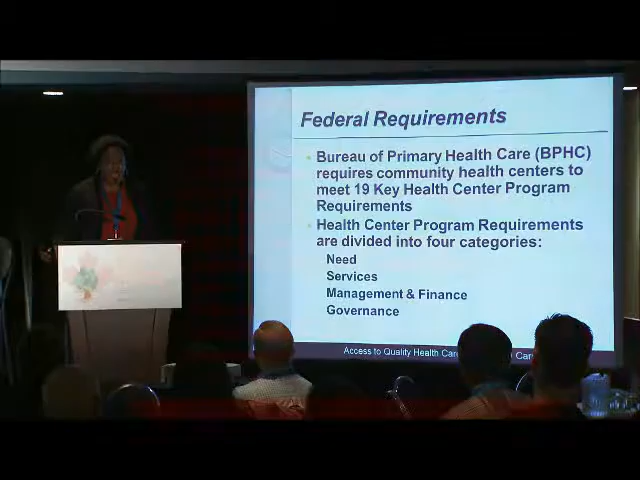 Federal Requirements
Bureau of Primary Health Care (BPHC)
requires community health centers to
meet 19 Key Health Center Program
Requirements
Health Center Program Requirements
are divided into four categories:
Need
Services
Management & Finance
Governance
Access to Quality Health Car Car